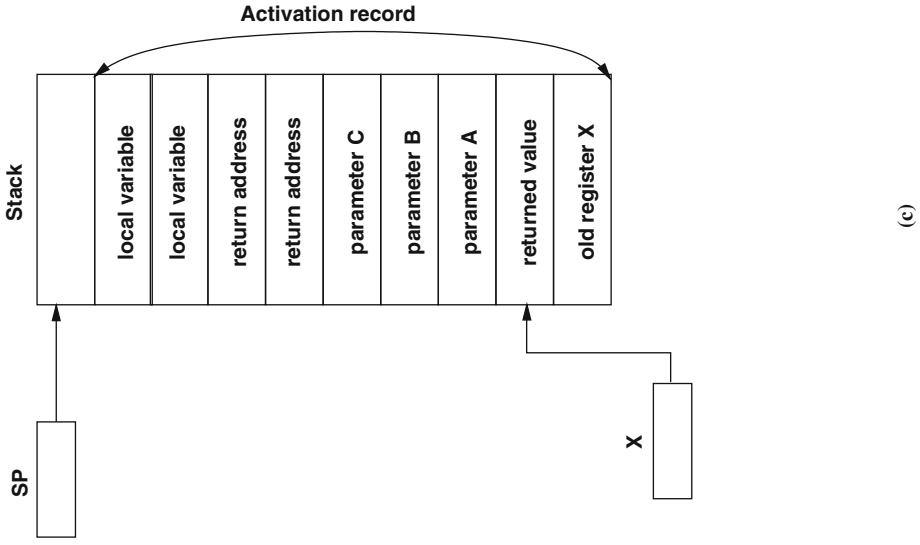 Activation record
Stack
local variable
local variable
return address
return address
parameter C
parameter B
parameter A
returned value
old register X
SP
X
(c)